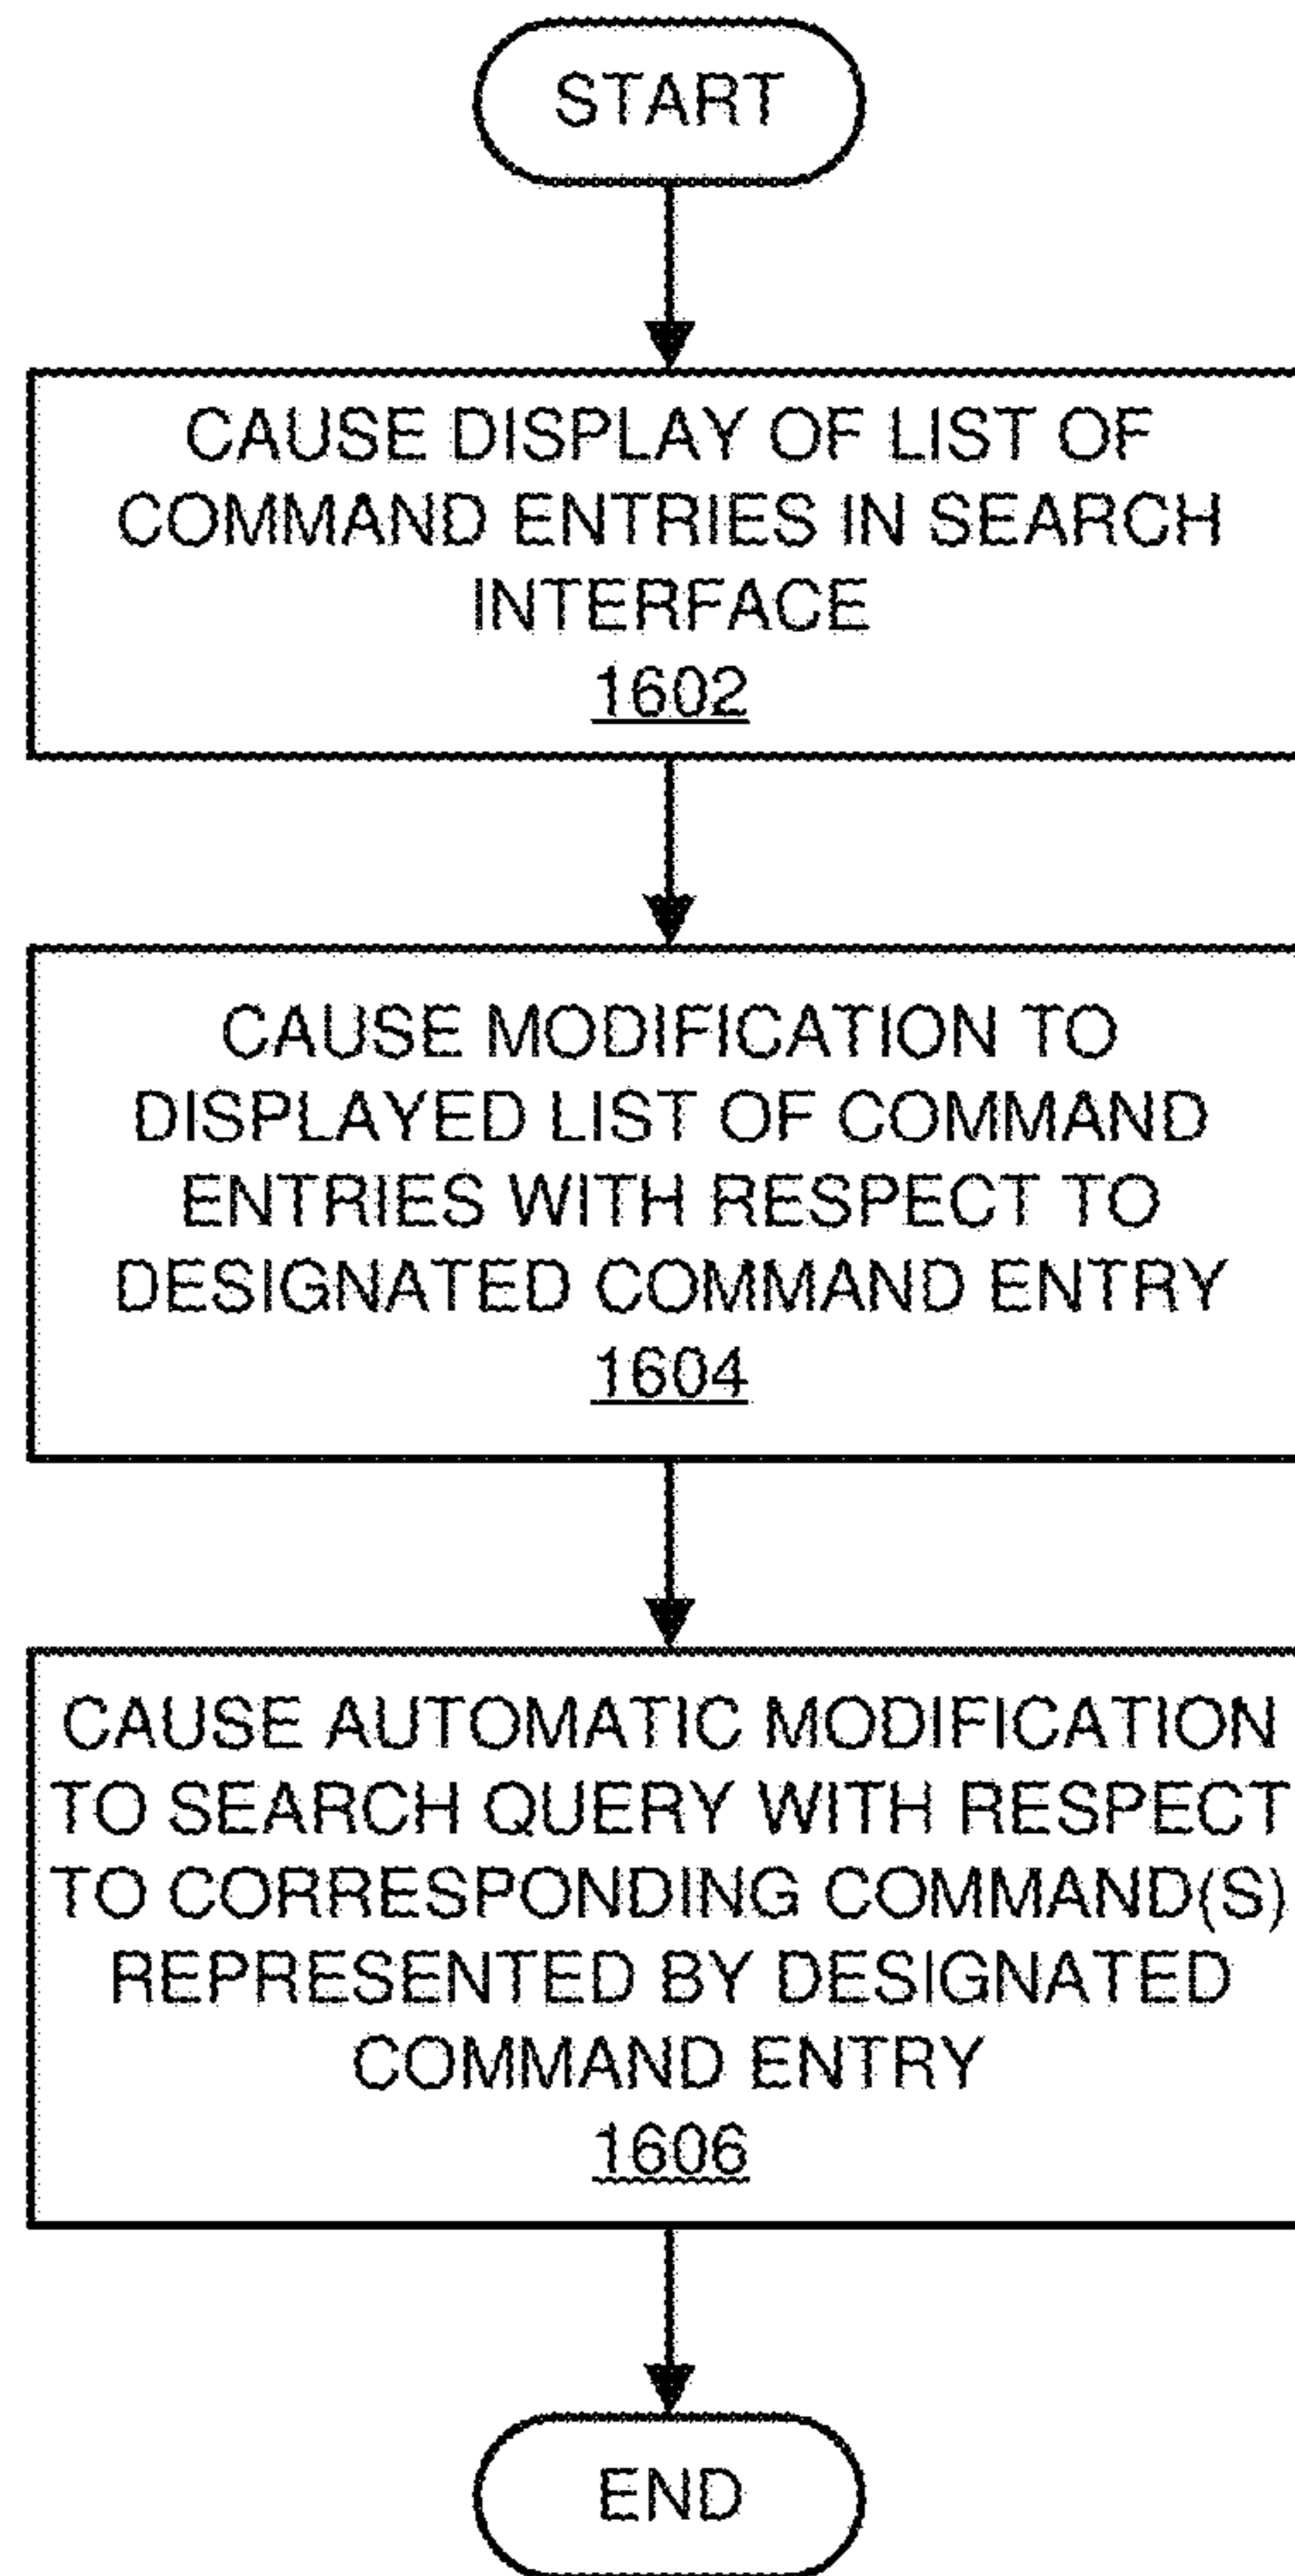 START
CAUSE DISPLAY OF LIST OF
COMMAND ENTRIES IN SEARCH
INTERFACE
1602
CAUSE MODIFICATION TO
DISPLAYED LIST OF COMMAND
ENTRIES WITH RESPECT TO
DESIGNATED COMMAND ENTRY
1604
CAUSE AUTOMATIC MODIFICATION
TO SEARCH QUERY WITH RESPECT
TO CORRESPONDING COMMAND(S)
REPRESENTED BY DESIGNATED
COMMAND ENTRY
1606
END